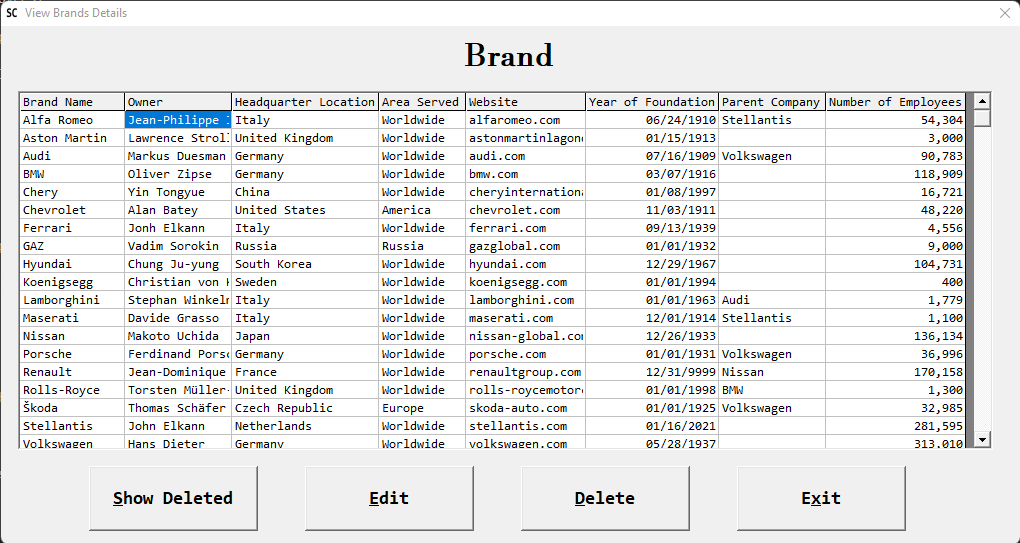 SC View Brands Details
Brand
Brand Name Owner Headquarter Location Area Served Website Year of Foundation Parent Company Number of Employees
Alfa Romeo Jean-Philippe Italy Worldwide alfaromeo.com 06/24/1910 Stellantis 54,304
Aston Martin Lawrence Stroll United Kingdom Worldwide astonmartinlagon 01/15/1913 3,000
Audi Markus Duesman Germany Worldwide audi.com 07/16/1909 Volkswagen 90,783
BMW Oliver Zipse Germany Worldwide bmw.com 03/07/1916 118,909
Chery Yin Tongyue China Worldwide cheryinternationa 01/08/1997 16,721
Chevrolet Alan Batey United States America chevrolet.com 11/03/1911 48,220
Ferrari Jonh Elkann Italy Worldwide ferrari.com 09/13/1939 4,556
GAZ Vadim Sorokin Russia Russia gazglobal.com 01/01/1932 9,000
Hyundai Chung Ju-yung South Korea Worldwide hyundai.com 12/29/1967 104,731
Koenigsegg Christian von Sweden Worldwide koenigsegg.com 01/01/1994 400
Lamborghini Stephan Winkelm Italy Worldwide lamborghini.com 01/01/1963 Audi 1,779
Maserati Davide Grasso Italy Worldwide maserati.com 12/01/1914 Stellantis 1,100
Nissan Makoto Uchida Japan Worldwide nissan-global.co 12/26/1933 136,134
Porsche Ferdinand Pors Germany Worldwide porsche.com 01/01/1931 Volkswagen 36,996
Renault Jean-Dominique France Worldwide renaultgroup.com 12/31/9999 Nissan 170,158
Rolls-Royce Torsten Müller- United Kingdom Worldwide rolls-roycemotor 01/01/1998 BMW 1,300
Škoda Thomas Schäfer Czech Republic Europe skoda-auto.com 01/01/1925 Volkswagen 32,985
Stellantis John Elkann Netherlands Worldwide stellantis.com 01/16/2021 281,595
Volkswagen Hans Dieter Germany Worldwide volkswagen.com 05/28/1937 313,010
Show Deleted Edit Delete Exit